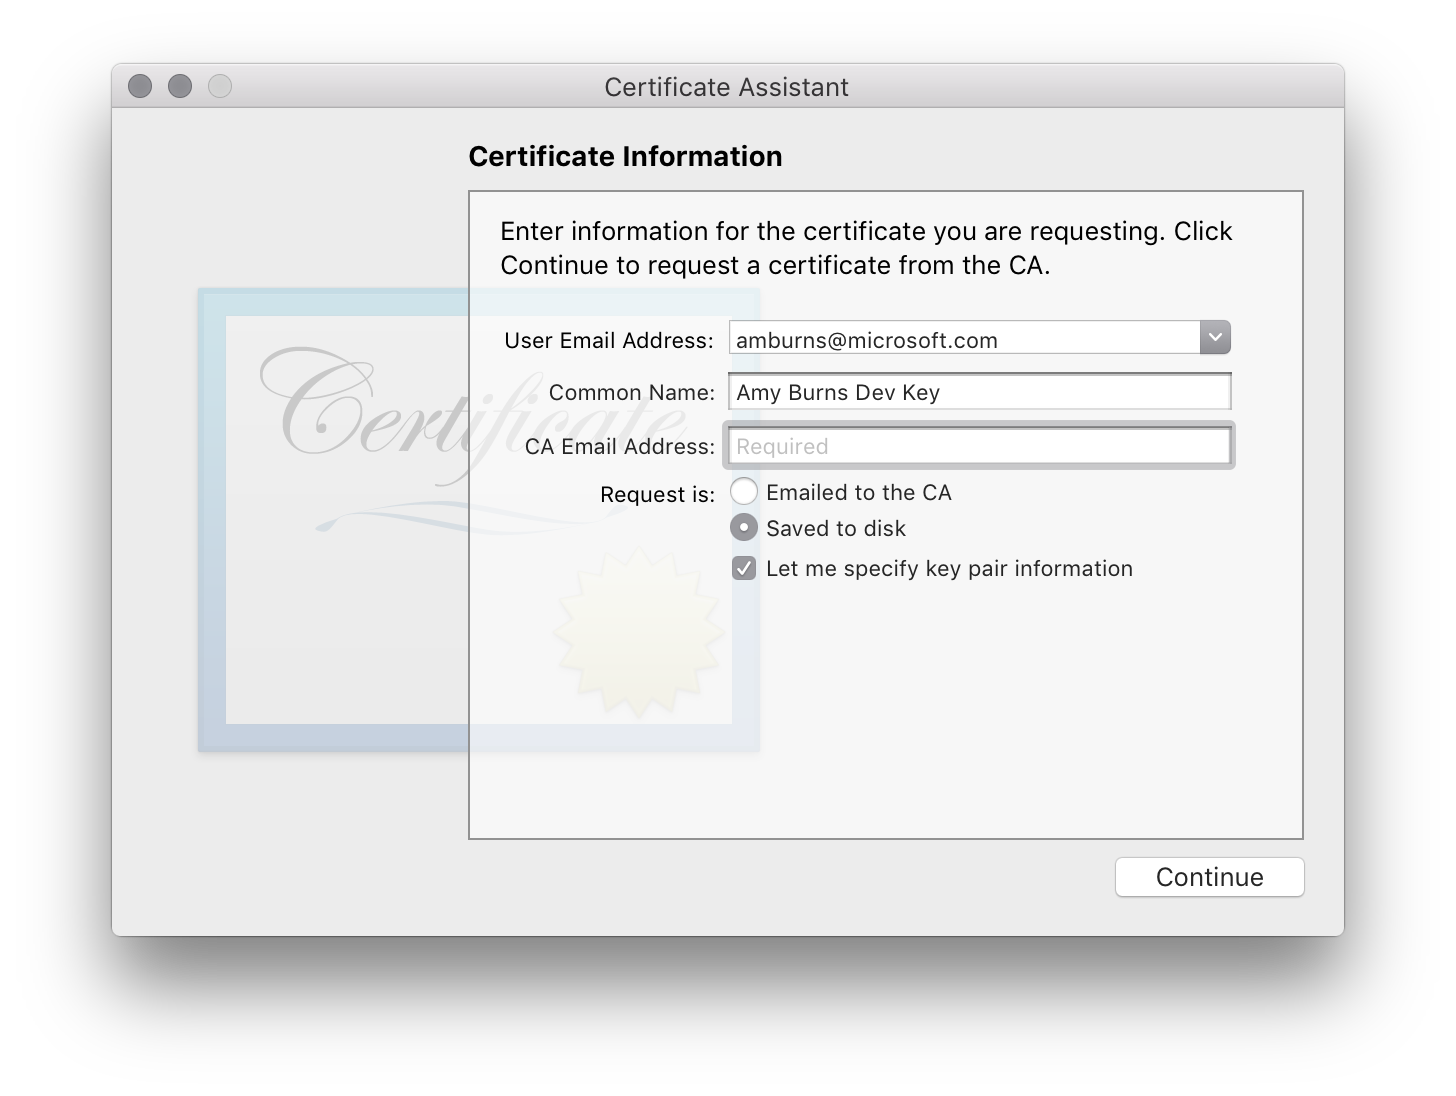 Certificate Assistant
Certificate Information
Enter information for the certificate you are requesting. Click
Continue to request a certificate from the CA.
Certificate
User Email Address: amburns@microsoft.com
Common Name: Amy Burns Dev Key
CA Email Address: Required
Request is: Emailed to the CA
Saved to disk
Let me specify key pair information
Continue